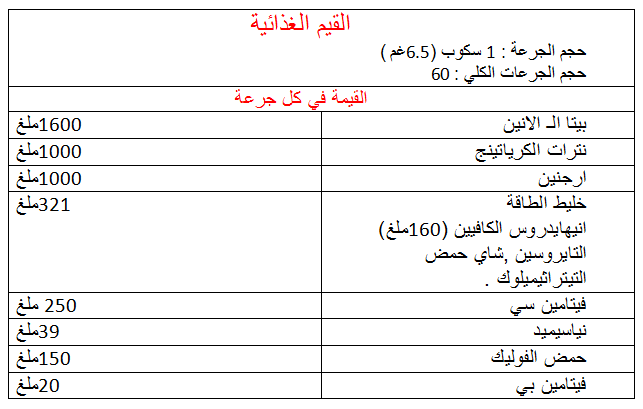 القيم الغذائية
حجم الجرعة : 1 سكوب (6.5غم )
حجم الجرعات الكلي : 60
القيمة في كل جرعة
بيتا الـ الانين 1600ملغ
نترات الكرياتينج 1000ملغ
ارجنين 1000ملغ
خليط الطاقة 321ملغ
انيهايدروس الكافيين (160ملغ)
التايروسين ,شاي حمض
التيتراثيميلوك .
فيتامين سي 250 ملغ
نياسيميد 39ملغ
حمض الفوليك 150ملغ
فيتامين بي 20ملغ